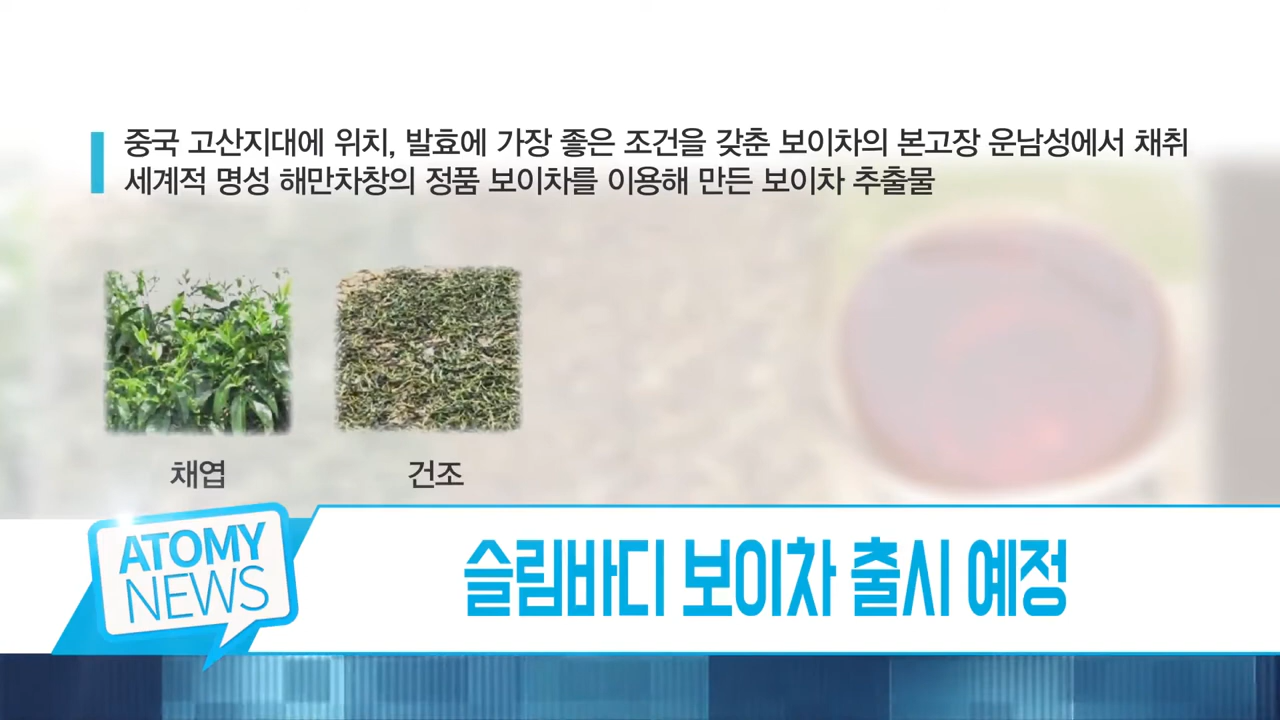 중국 고산지대에 위치, 발효에 가장 좋은 조건을 갖춘 보이차의 본고장 운남성에서 채취
세계적 명성 해만차창의 정품 보이차를 이용해 만든 보이차 추출물
채엽
건조
ATOMY
NEWS
슬림바디 보이차 출시 예정